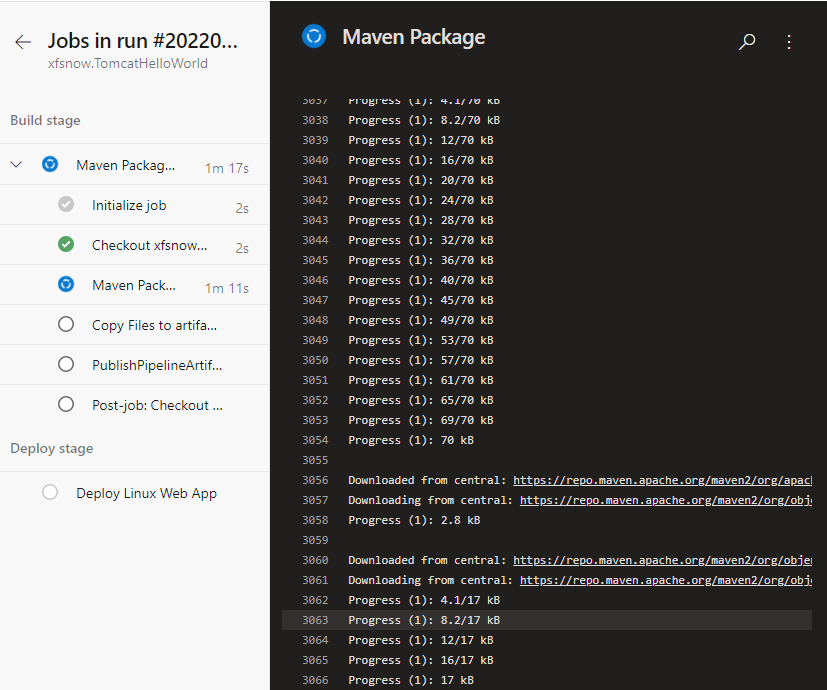 Jobs in run #20220...
xfsnow.TomcatHelloWorld
Build stage
Maven Packag... 1m 17s
Initialize job 2s
Checkout xfsnow... 2s
Maven Pack... 1m 11s
Copy Files to artifa...
PublishPipelineArtif...
Post-job: Checkout ...
Deploy stage
Deploy Linux Web App
Maven Package
3037 Progress (1): 4.1/70 kB
3038 Progress (1): 8.2/70 kB
3039 Progress (1): 12/70 kB
3040 Progress (1): 16/70 kB
3041 Progress (1): 20/70 kB
3042 Progress (1): 24/70 kB
3043 Progress (1): 28/70 kB
3044 Progress (1): 32/70 kB
3045 Progress (1): 36/70 kB
3046 Progress (1): 40/70 kB
3047 Progress (1): 45/70 kB
3048 Progress (1): 49/70 kB
3049 Progress (1): 53/70 kB
3050 Progress (1): 57/70 kB
3051 Progress (1): 61/70 kB
3052 Progress (1): 65/70 kB
3053 Progress (1): 69/70 kB
3054 Progress (1): 70 kB
3055
3056 Downloaded from central: https://repo.maven.apache.org/maven2/org/apac
3057 Downloading from central: https://repo.maven.apache.org/maven2/org/obj
3058 Progress (1): 2.8 kB
3059
3060 Downloaded from central: https://repo.maven.apache.org/maven2/org/obje
3061 Downloading from central: https://repo.maven.apache.org/maven2/org/obj
3062 Progress (1): 4.1/17 kB
3063 Progress (1): 8.2/17 kB
3064 Progress (1): 12/17 kB
3065 Progress (1): 16/17 kB
3066 Progress (1): 17 kB